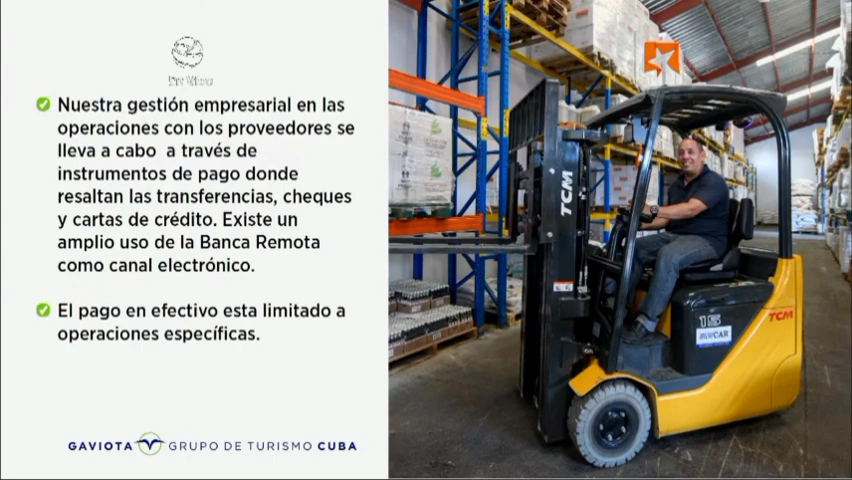 Nuestra gestión empresarial en las
operaciones con los proveedores se
lleva a cabo a través de
instrumentos de pago donde
resaltan las transferencias, cheques
y cartas de crédito. Existe un
amplio uso de la Banca Remota
como canal electrónico.
El pago en efectivo esta limitado a
operaciones específicas.
GAVIOTA GRUPO DE TURISMO CUBA
TCM
15
TCM